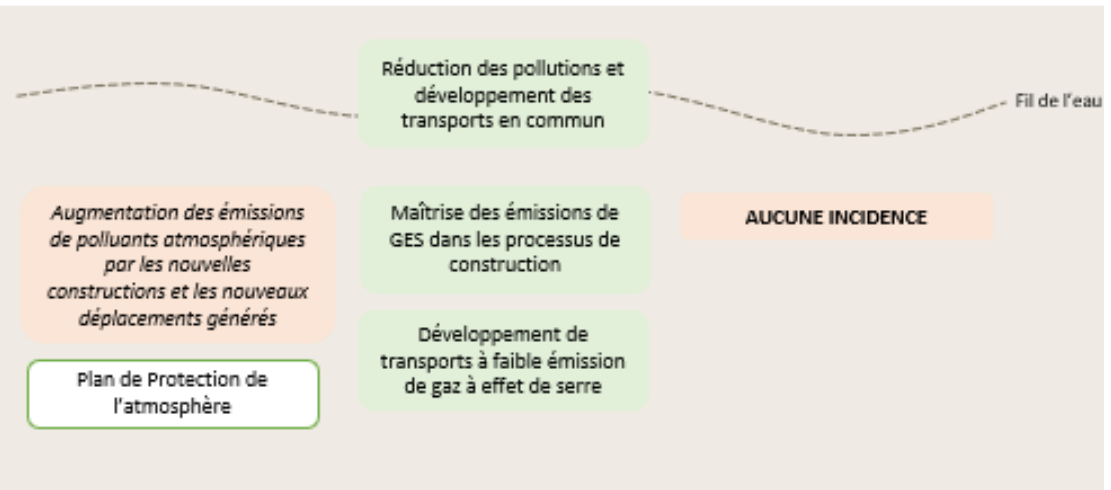 Réduction des pollutions et
développement des
transports en commun
Fil de l'eau
Augmentation des émissions
de polluants atmosphériques
par les nouvelles
constructions et les nouveaux
déplacements générés
Plan de Protection de
l'atmosphère
Maîtrise des émissions de
GES dans les processus de
construction
Développement de
transports à faible émission
de gaz à effet de serre
AUCUNE INCIDENCE